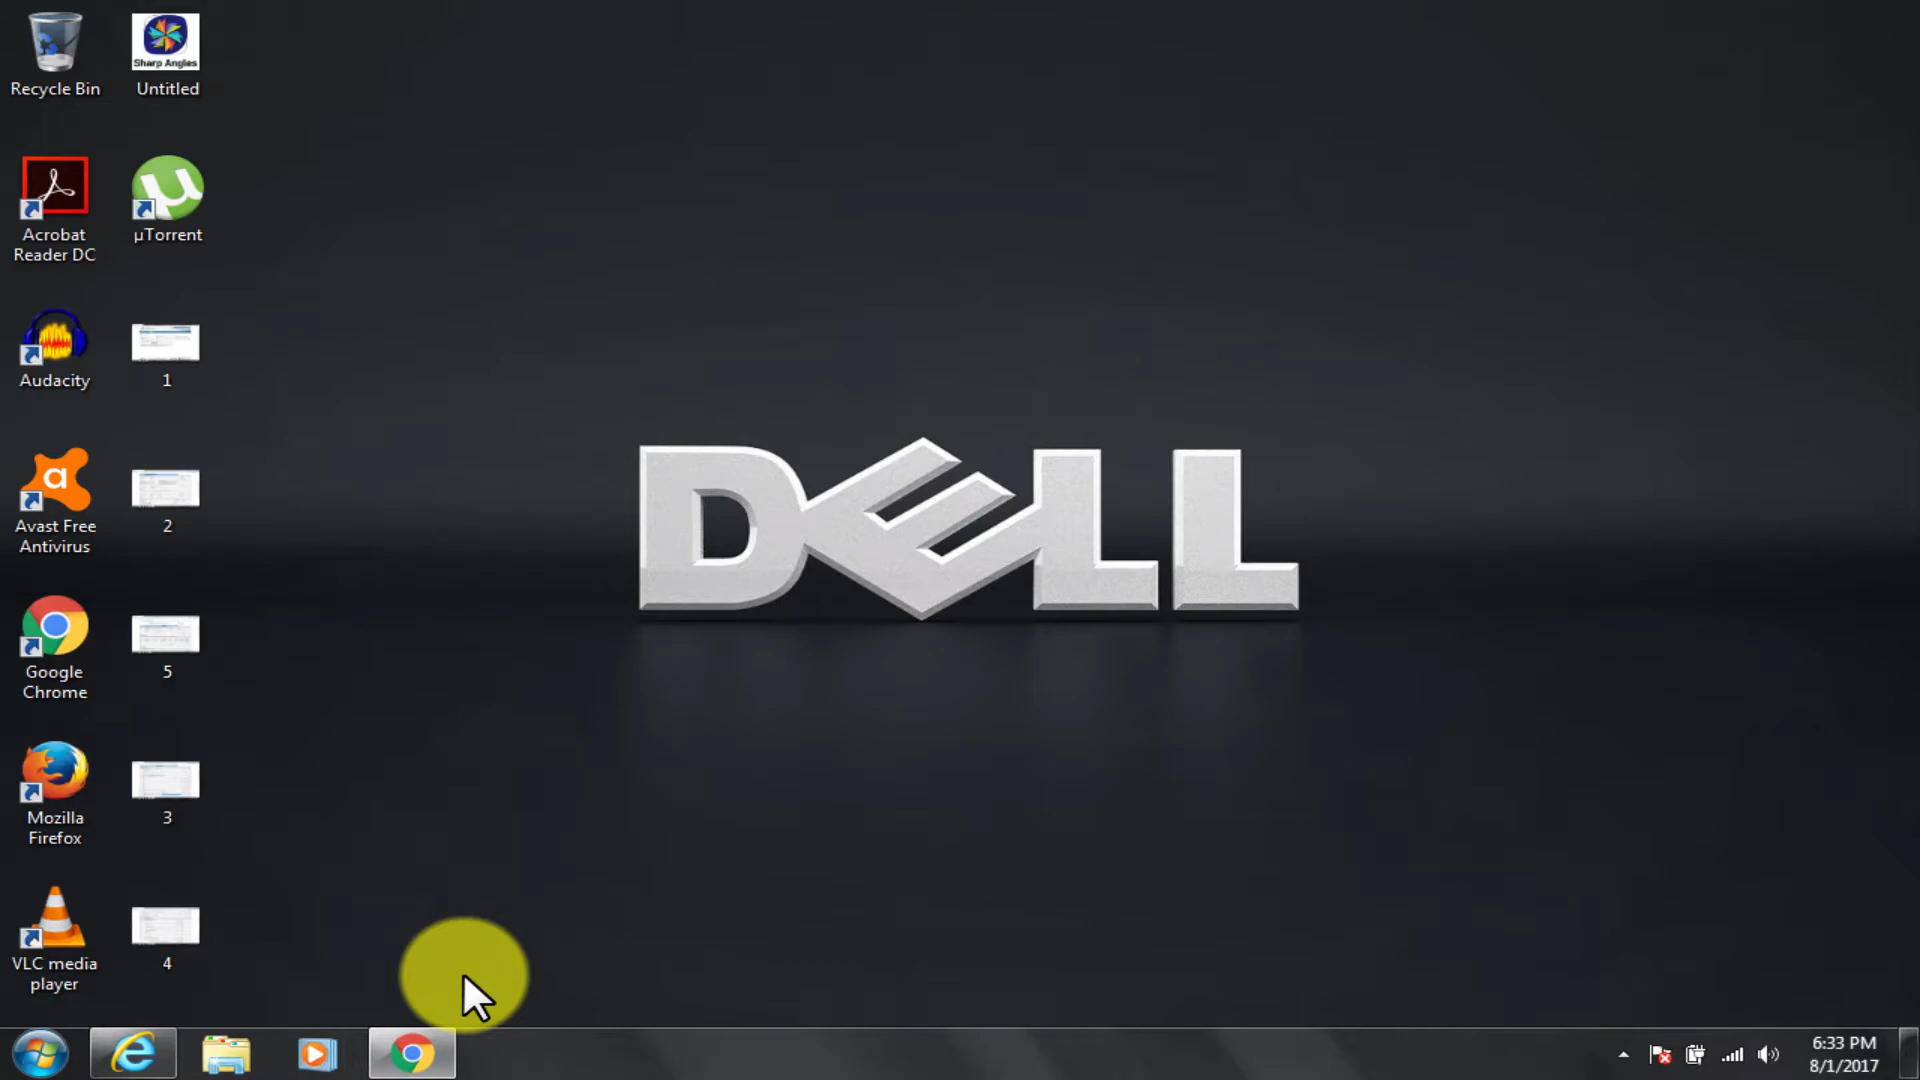 Sharp Angles
Recycle Bin
Untitled
Acrobat
Reader DC
µTorrent
Audacity
1
a
Avast Free
Antivirus
2
Google
Chrome
5
Mozilla
Firefox
3
VLC media
player
4
DELL
6:33 PM
8/1/2017